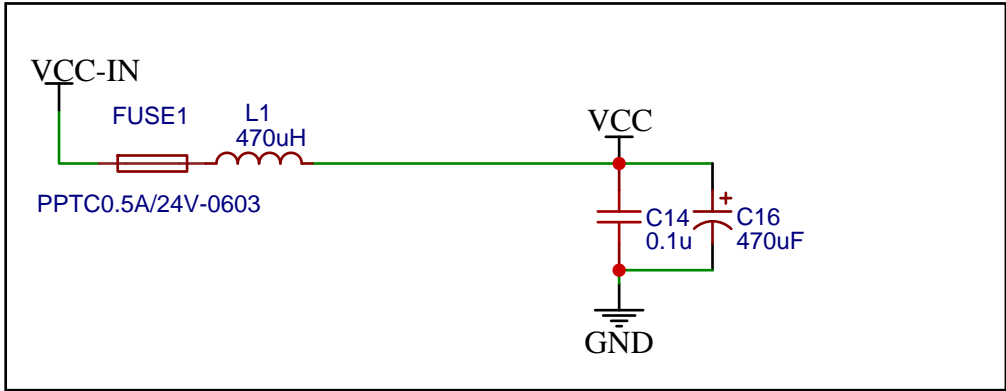 VCC-IN
FUSE1
L1
470uH
PPTC0.5A/24V-0603
VCC
+
C14
0.1u
C16
470uF
GND